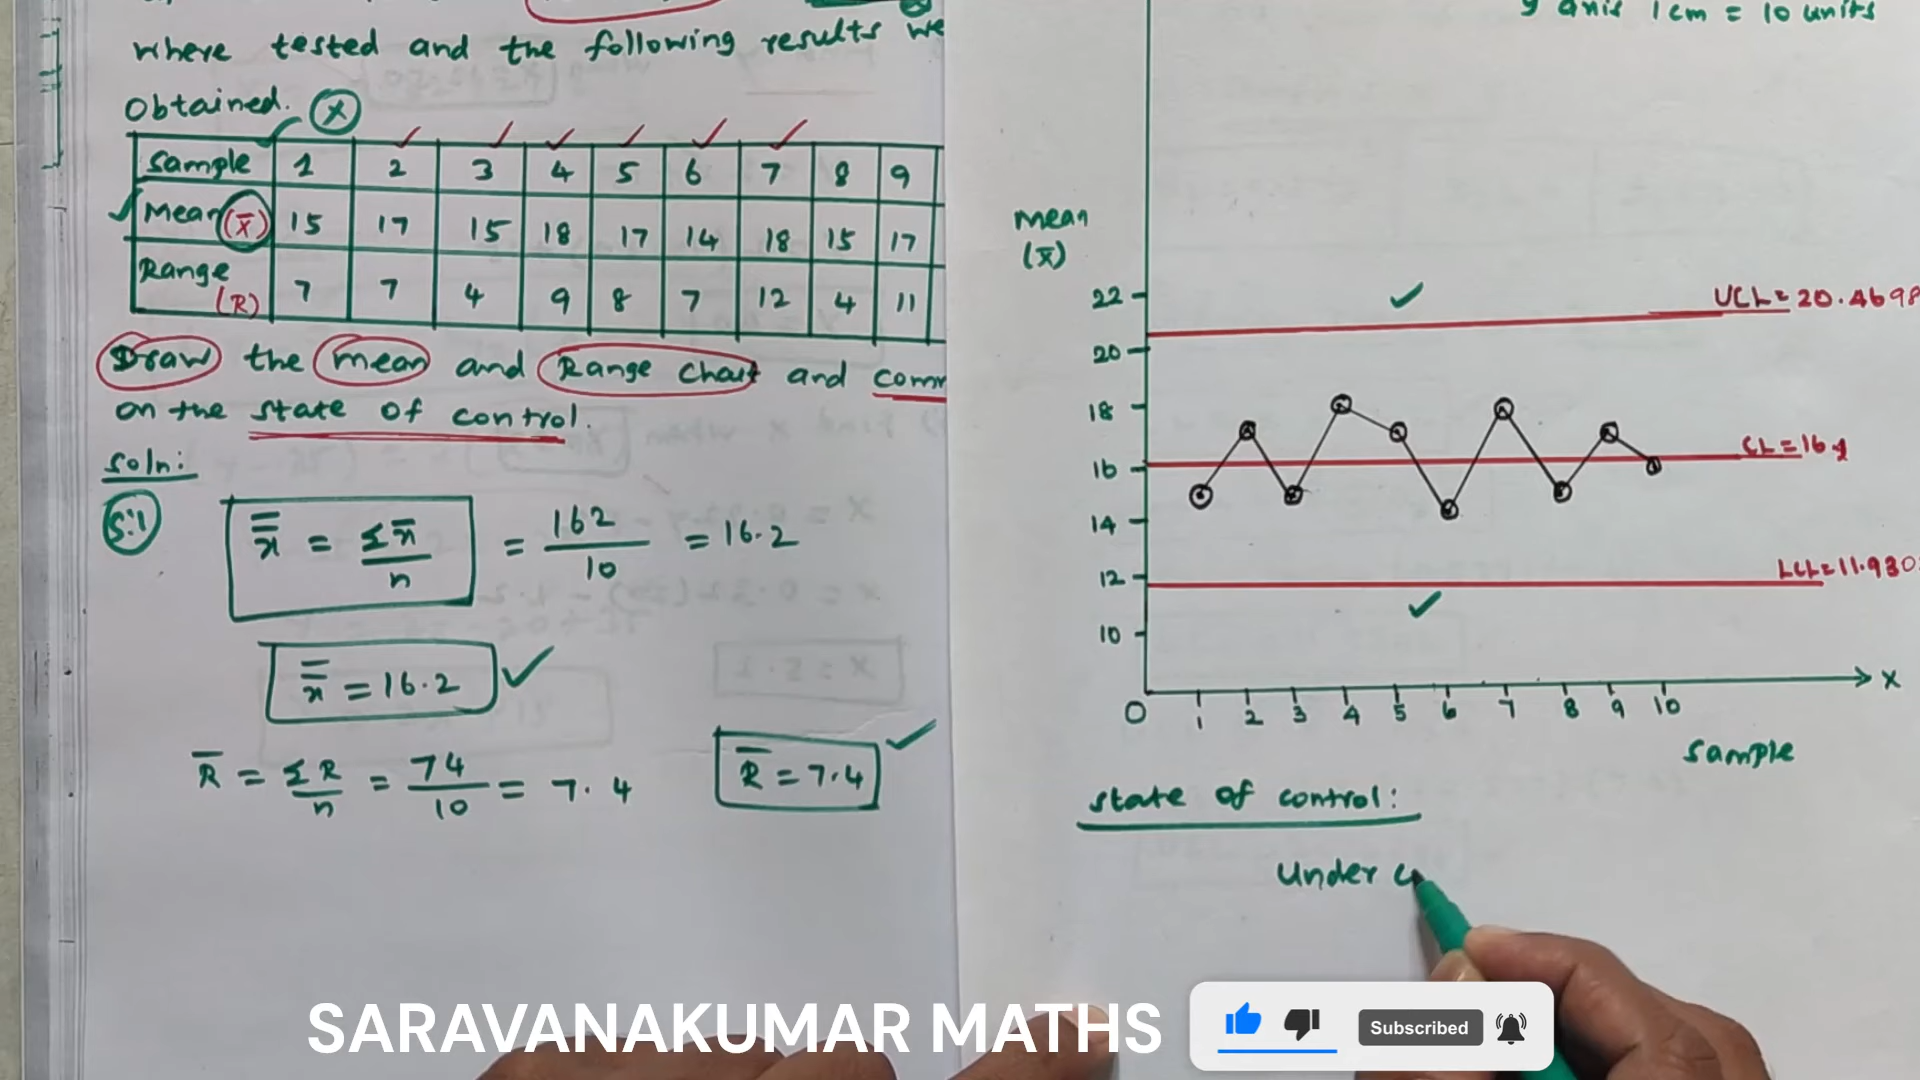 where tested and the following results we
Obtained. X
Sample 1 2 3 4 5 6 7 8 9
Mean (x̄) 15 17 15 18 17 14 18 15 17
Range (R) 7 7 4 9 8 7 12 4 11
Draw the mean and Range chart and comm
on the state of control.
Soln:
S:1
x̿ = Σx̄/n = 162/10 = 16.2
x̿ = 16.2
R̄ = ΣR/n = 74/10 = 7.4
R̄ = 7.4
y axis 1cm = 10 units
mean
(x̄)
22
UCL = 20.4698
20
18
CL = 16
16
14
LCL = 11.930
12
10
0 1 2 3 4 5 6 7 8 9 10 X
Sample
state of control:
Under c
SARAVANAKUMAR MATHS
Subscribed